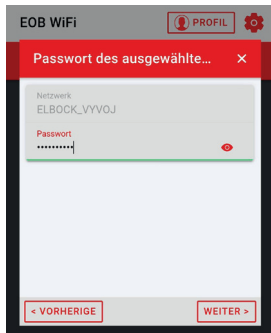 EOB WiFi
PROFIL
Passwort des ausgewählte...
×
Netzwerk
ELBOCK_VYVOJ
Passwort
••••••••••
< VORHERIGE
WEITER >